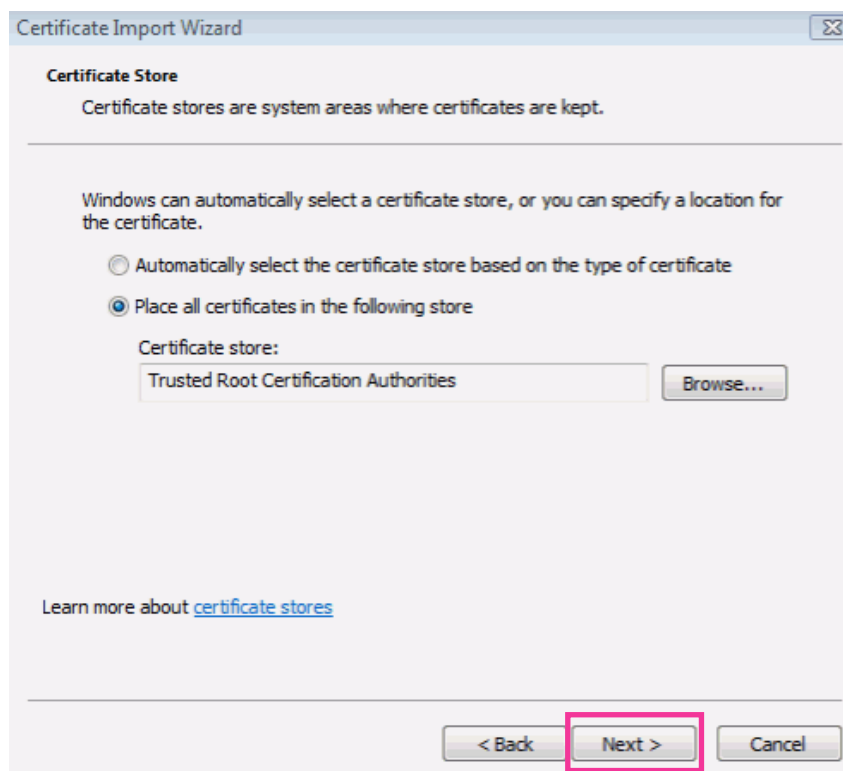 Certificate Import Wizard
Certificate Store
Certificate stores are system areas where certificates are kept.
Windows can automatically select a certificate store, or you can specify a location for
the certificate.
Automatically select the certificate store based on the type of certificate
Place all certificates in the following store
Certificate store:
Trusted Root Certification Authorities
Browse...
Learn more about certificate stores
< Back
Next >
Cancel